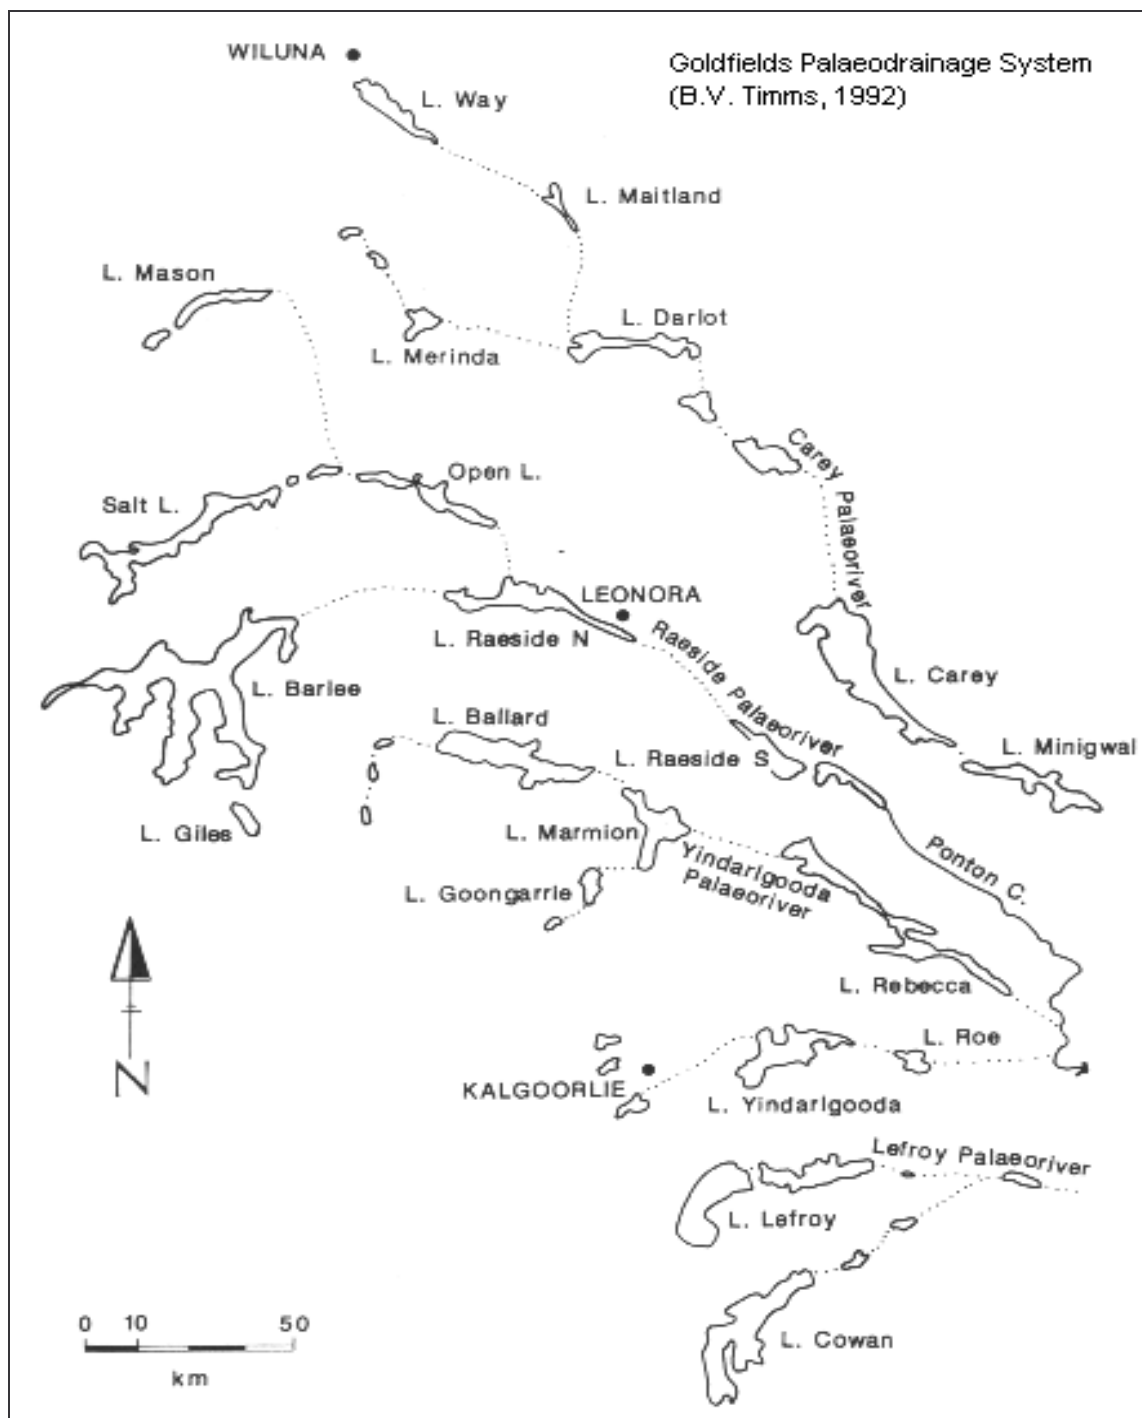 WILUNA
Goldfields Palaeodrainage System
(B.V. Timms, 1992)
L. Way
L. Maitland
L. Mason
L. Darlot
L. Merinda
Carey Palaeoriver
Open L.
Salt L.
LEONORA
L. Raeside N
Raeside Palaeoriver
L. Carey
L. Barlee
L. Ballard
L. Raeside S
L. Minigwal
L. Giles
L. Marmion
Yindarlgooda
Palaeoriver
Ponton C.
L. Goongarrie
L. Rebecca
L. Roe
N
KALGOORLIE
L. Yindarlgooda
Lefroy Palaeoriver
L. Lefroy
0 10 50
km
L. Cowan